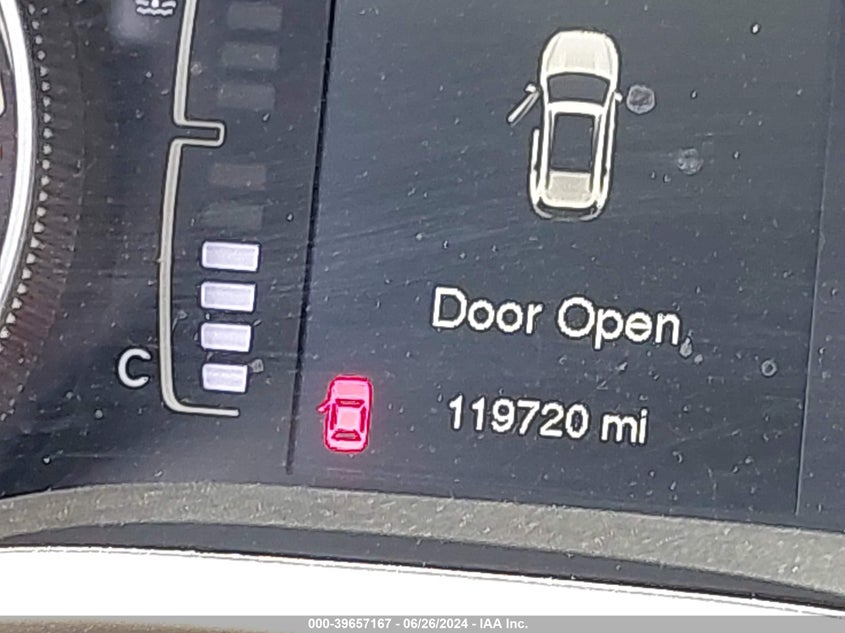 Door Open
C
119720 mi
000-39657167 - 06/26/2024 - IAA Inc.